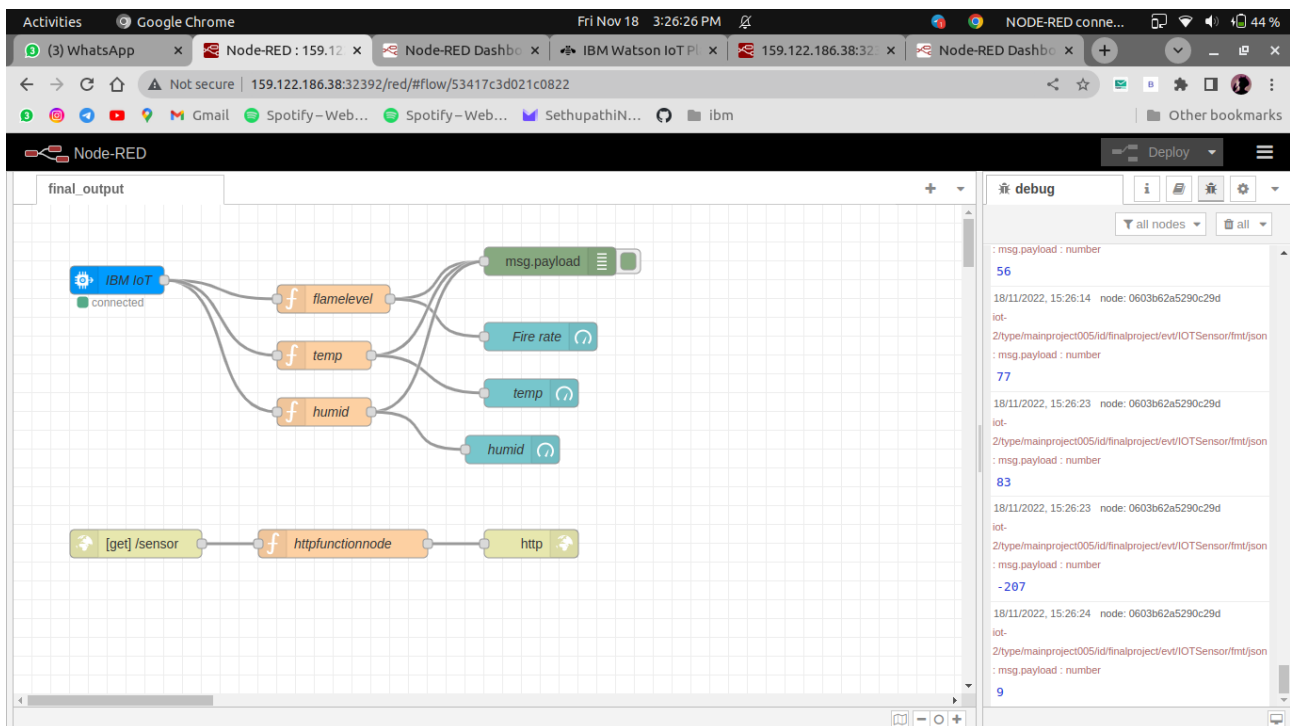 Activities Google Chrome Fri Nov 18 3:26:26 PM NODE-RED conne... 44 %
(3) WhatsApp Node-RED : 159.12 Node-RED Dashbo IBM Watson IoT Pl 159.122.186.38:32 Node-RED Dashbo
Not secure 159.122.186.38:32392/red/#flow/53417c3d021c0822
Gmail Spotify – Web... Spotify – Web... SethupathiN... ibm Other bookmarks
Node-RED Deploy
final_output
debug
all nodes all
IBM IoT
connected
flamelevel
temp
humid
msg.payload
Fire rate
temp
humid
[get] /sensor httpfunctionnode http
: msg.payload : number
56
18/11/2022, 15:26:14 node: 0603b62a5290c29d
iot-
2/type/mainproject005/id/finalproject/evt/IOTSensor/fmt/json
: msg.payload : number
77
18/11/2022, 15:26:23 node: 0603b62a5290c29d
iot-
2/type/mainproject005/id/finalproject/evt/IOTSensor/fmt/json
: msg.payload : number
83
18/11/2022, 15:26:23 node: 0603b62a5290c29d
iot-
2/type/mainproject005/id/finalproject/evt/IOTSensor/fmt/json
: msg.payload : number
-207
18/11/2022, 15:26:24 node: 0603b62a5290c29d
iot-
2/type/mainproject005/id/finalproject/evt/IOTSensor/fmt/json
: msg.payload : number
9